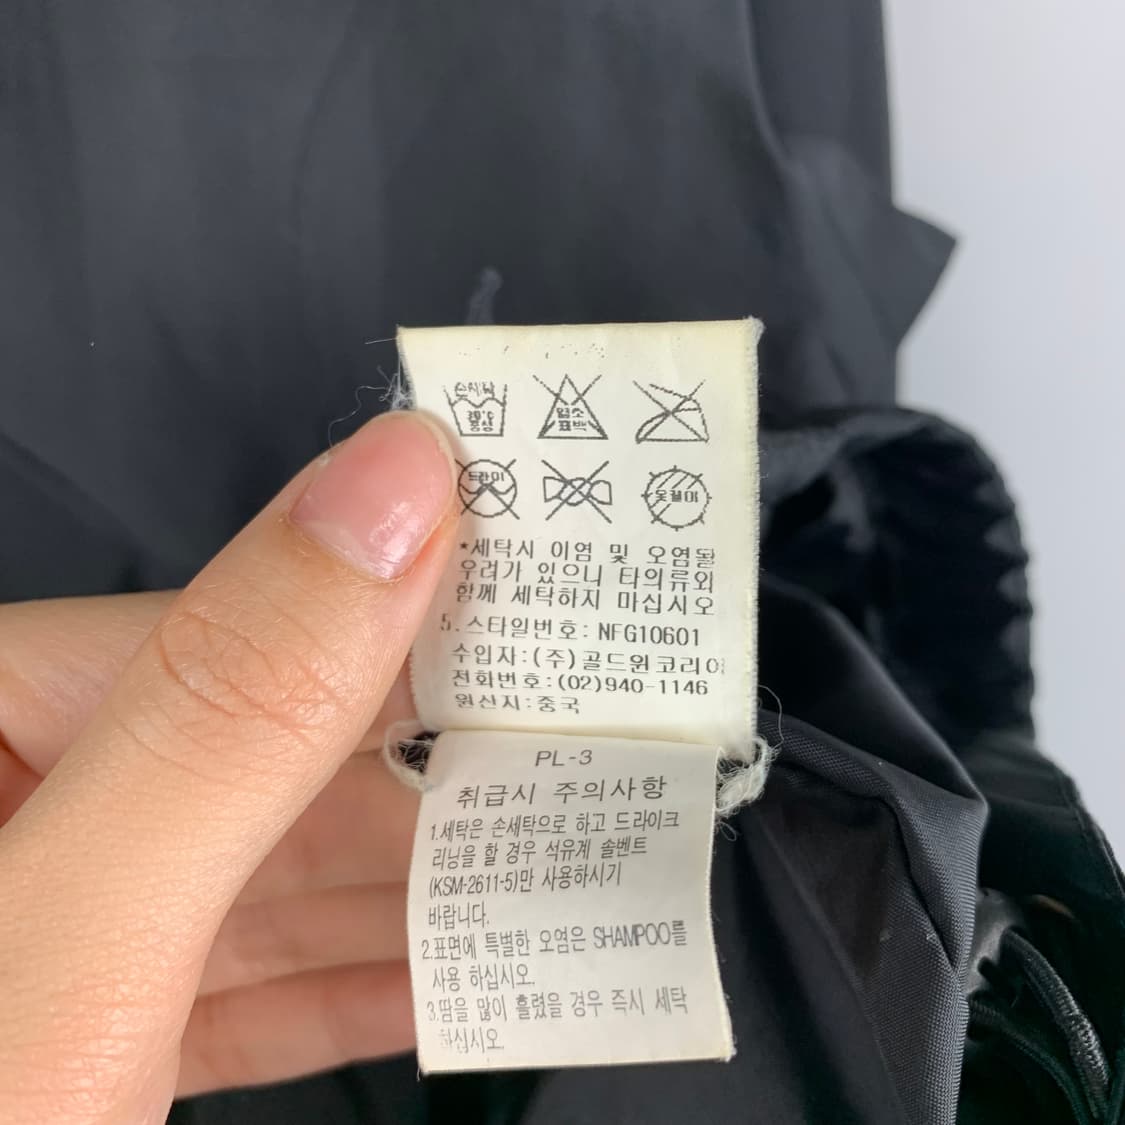 손세탁
30℃
중성
염소
표백
드라이
옷걸이
*세탁시 이염 및 오염될
우려가 있으니 타의류와
함께 세탁하지 마십시오
5.스타일번호: NFG10601
수입자:(주)골드윈코리아
전화번호:(02)940-1146
원산지:중국
PL-3
취급시 주의사항
1.세탁은 손세탁으로 하고 드라이크
리닝을 할 경우 석유계 솔벤트
(KSM-2611-5)만 사용하시기
바랍니다.
2.표면에 특별한 오염은 SHAMPOO를
사용 하십시오.
3.땀을 많이 흘렸을 경우 즉시 세탁
하십시오.